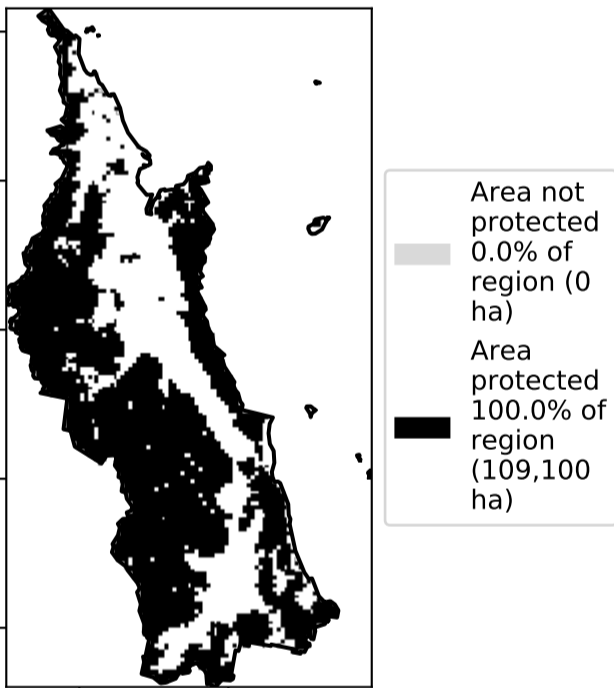 Area not
protected
0.0% of
region (0
ha)
Area
protected
100.0% of
region
(109,100
ha)